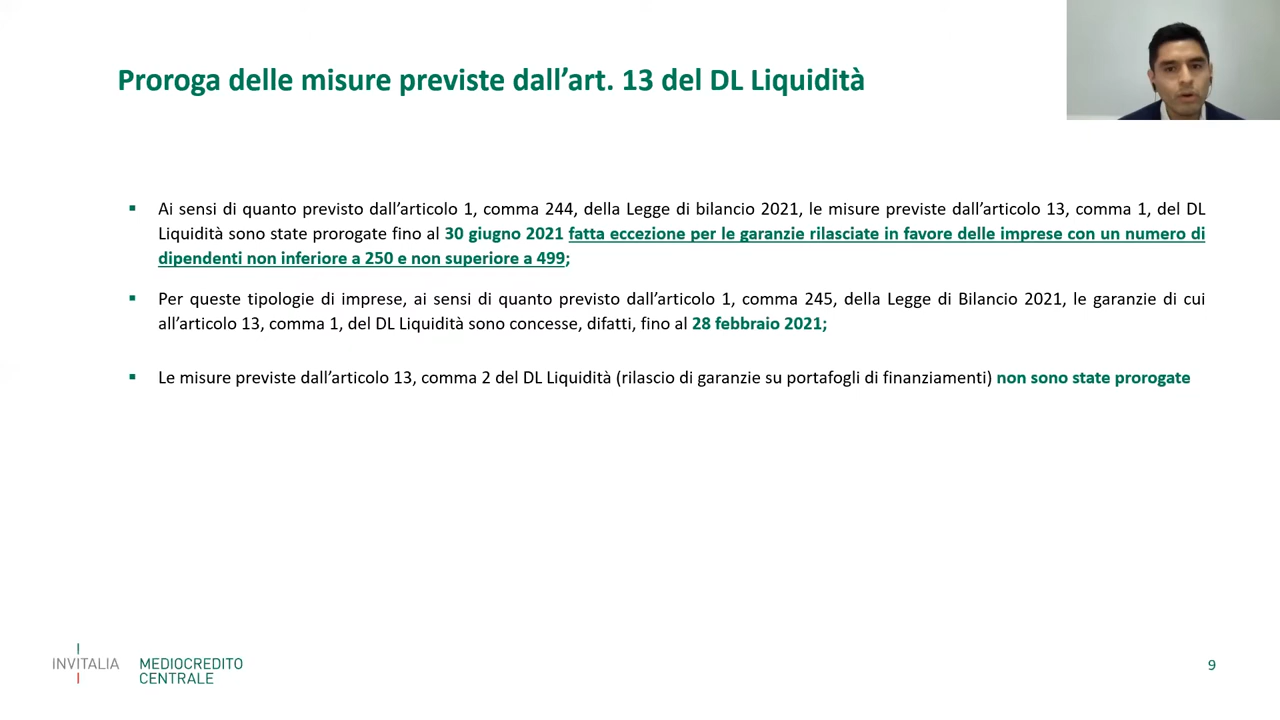 Proroga delle misure previste dall’art. 13 del DL Liquidità
▪ Ai sensi di quanto previsto dall’articolo 1, comma 244, della Legge di bilancio 2021, le misure previste dall’articolo 13, comma 1, del DL
Liquidità sono state prorogate fino al 30 giugno 2021 fatta eccezione per le garanzie rilasciate in favore delle imprese con un numero di
dipendenti non inferiore a 250 e non superiore a 499;
▪ Per queste tipologie di imprese, ai sensi di quanto previsto dall’articolo 1, comma 245, della Legge di Bilancio 2021, le garanzie di cui
all’articolo 13, comma 1, del DL Liquidità sono concesse, difatti, fino al 28 febbraio 2021;
▪ Le misure previste dall’articolo 13, comma 2 del DL Liquidità (rilascio di garanzie su portafogli di finanziamenti) non sono state prorogate
INVITALIA
MEDIOCREDITO
CENTRALE
9